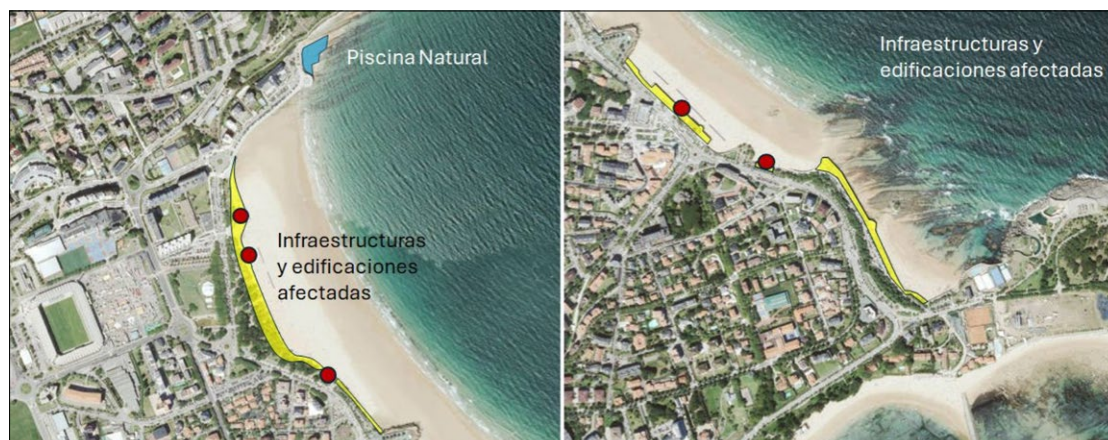 Piscina Natural
Infraestructuras
y edificaciones
afectadas
Infraestructuras y
edificaciones afectadas